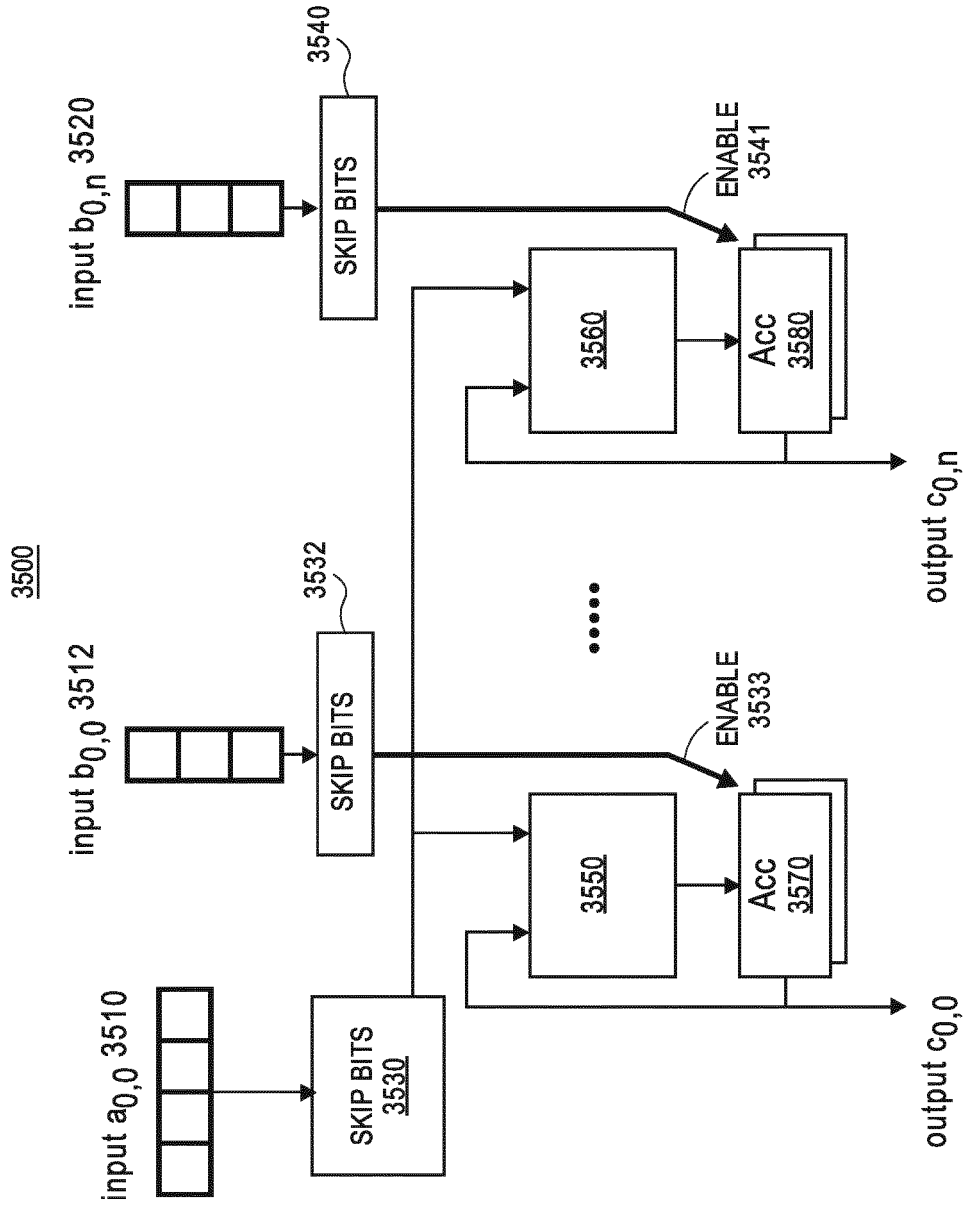 3500
input a0,0 3510
input b0,0 3512
input b0,n 3520
SKIP BITS
3530
SKIP BITS
3532
SKIP BITS
3540
3550
3560
ENABLE
3533
ENABLE
3541
Acc
3570
Acc
3580
output c0,0
output c0,n